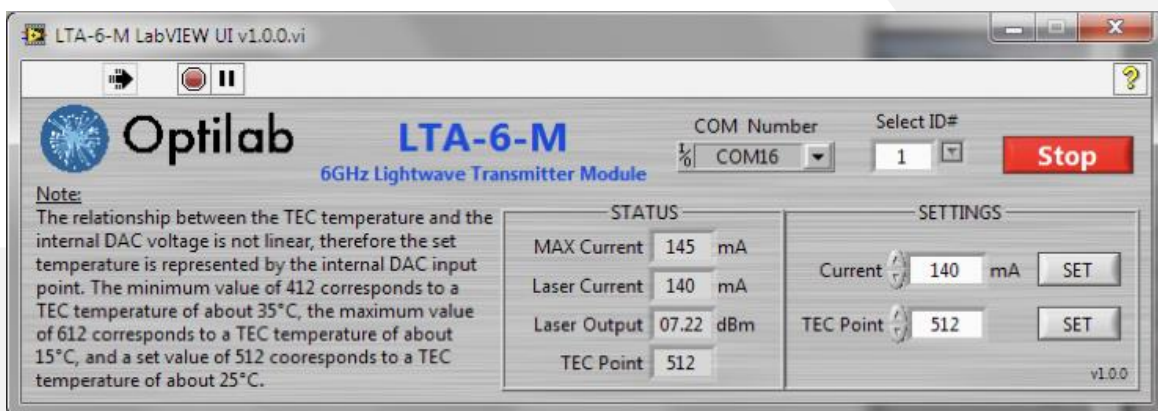 LTA-6-M LabVIEW UI v1.0.0.vi
Optilab
LTA-6-M
6GHz Lightwave Transmitter Module
COM Number
COM16
Select ID#
1
Stop
Note:
The relationship between the TEC temperature and the
internal DAC voltage is not linear, therefore the set
temperature is represented by the internal DAC input
point. The minimum value of 412 corresponds to a
TEC temperature of about 35°C, the maximum value
of 612 corresponds to a TEC temperature of about
15°C, and a set value of 512 cooresponds to a TEC
temperature of about 25°C.
STATUS
MAX Current 145 mA
Laser Current 140 mA
Laser Output 07.22 dBm
TEC Point 512
SETTINGS
Current 140 mA SET
TEC Point 512 SET
v1.0.0